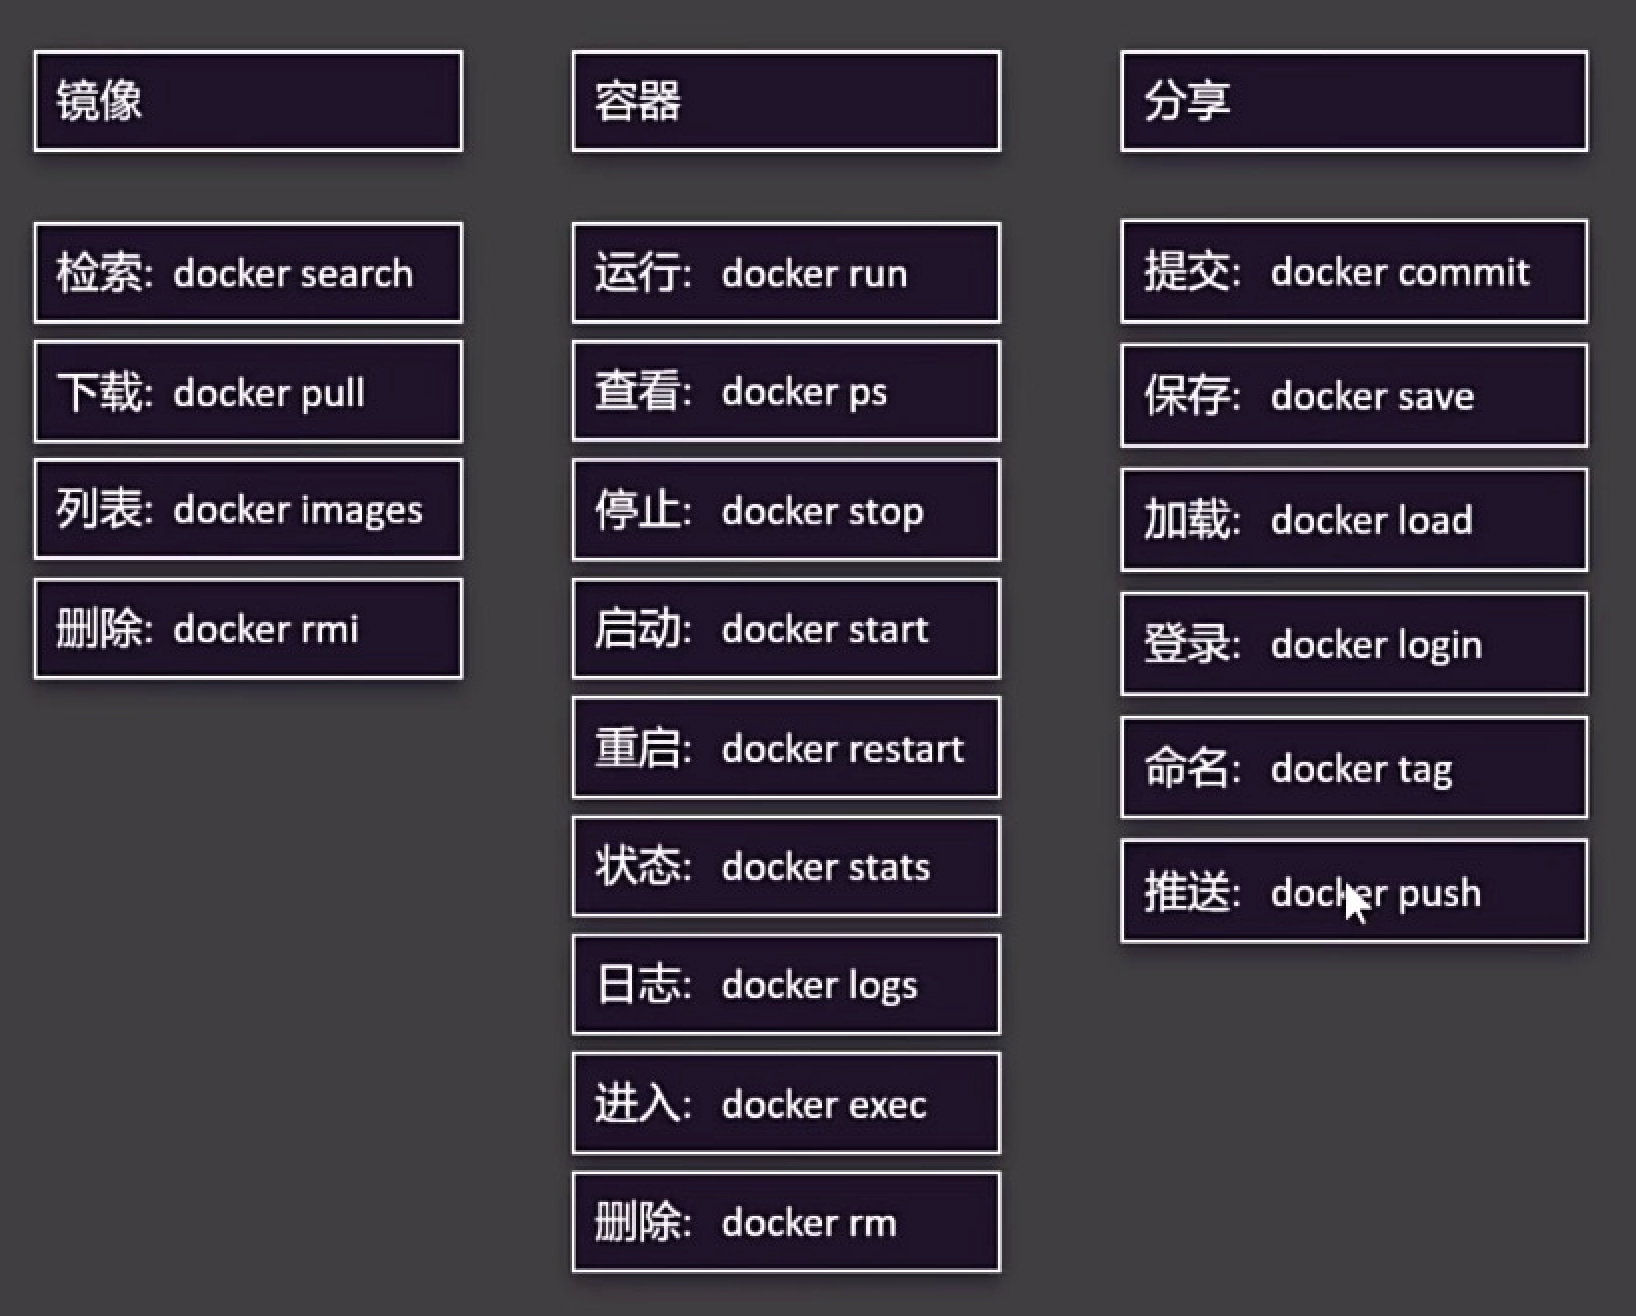 镜像
检索: docker search
下载: docker pull
列表: docker images
删除: docker rmi
容器
运行: docker run
查看: docker ps
停止: docker stop
启动: docker start
重启: docker restart
状态: docker stats
日志: docker logs
进入: docker exec
删除: docker rm
分享
提交: docker commit
保存: docker save
加载: docker load
登录: docker login
命名: docker tag
推送: docker push